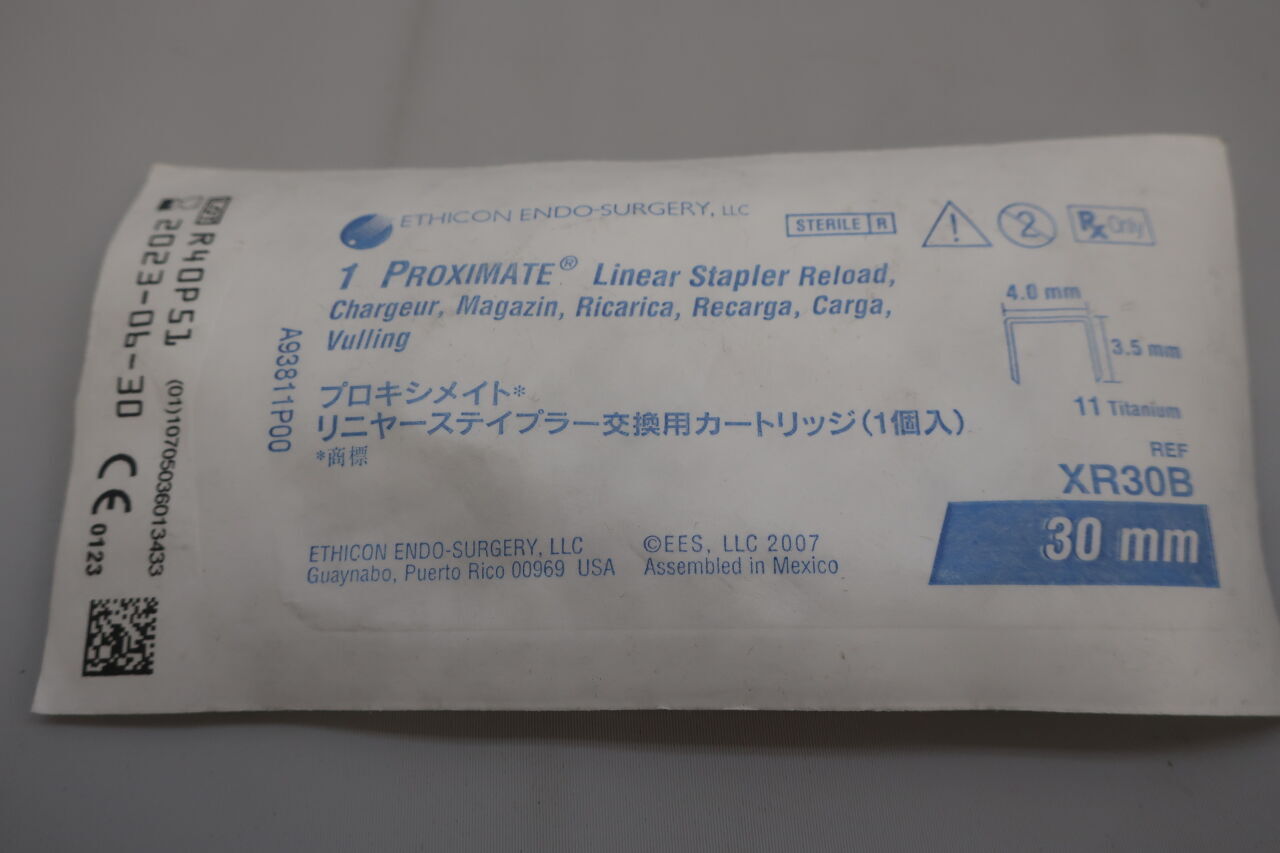 ETHICON ENDO-SURGERY, LLC
STERILE R
2
Rx Only
1 PROXIMATE® Linear Stapler Reload,
Chargeur, Magazin, Ricarica, Recarga, Carga,
Vulling
プロキシメイト*
リニヤーステイプラー交換用カートリッジ(1個入)
*商標
4.0 mm
3.5 mm
11 Titanium
REF
XR30B
30 mm
ETHICON ENDO-SURGERY, LLC
Guaynabo, Puerto Rico 00969 USA
©EES, LLC 2007
Assembled in Mexico
A93811P00
LOT R40P51
2023-06-30
(01)10705036013433
CE 0123